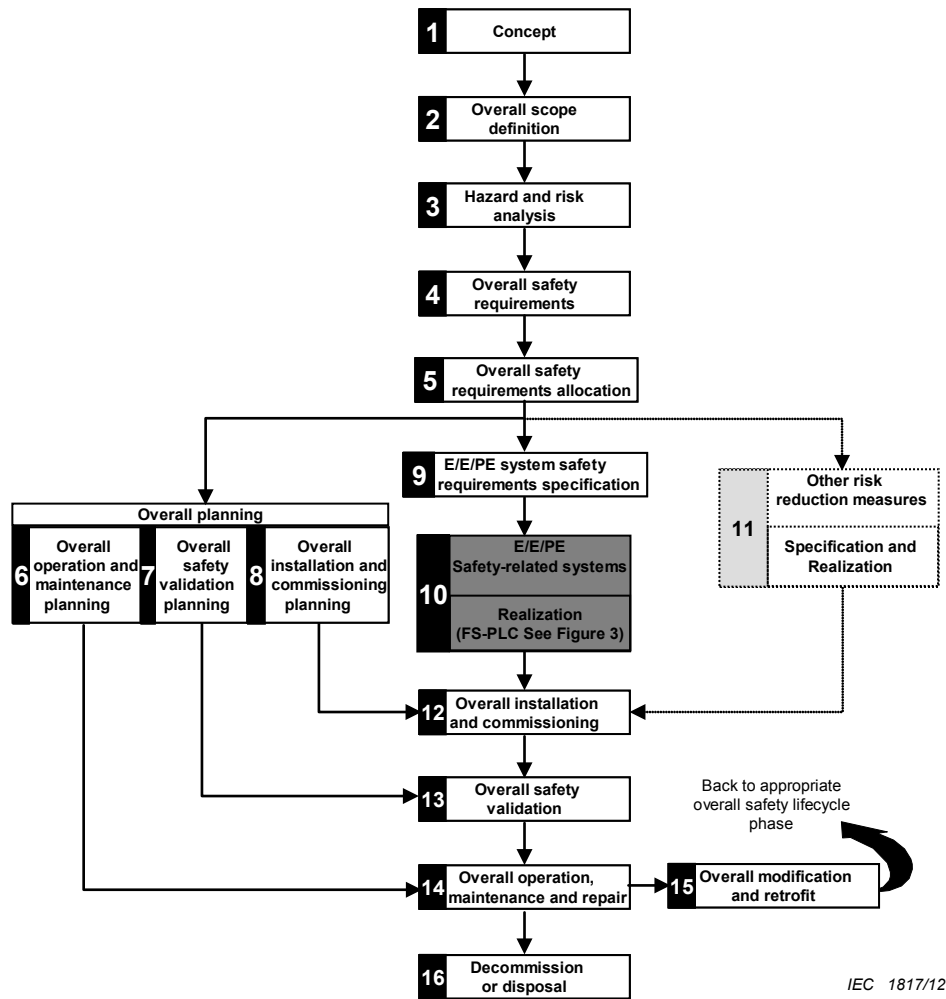 1
Concept
2
Overall scope
definition
3
Hazard and risk
analysis
4
Overall safety
requirements
5
Overall safety
requirements allocation
9
E/E/PE system safety
requirements specification
Overall planning
6
Overall
operation and
maintenance
planning
7
Overall
safety
validation
planning
8
Overall
installation and
commissioning
planning
10
E/E/PE
Safety-related systems
Realization
(FS-PLC See Figure 3)
11
Other risk
reduction measures
Specification and
Realization
12
Overall installation
and commissioning
13
Overall safety
validation
Back to appropriate
overall safety lifecycle
phase
14
Overall operation,
maintenance and repair
15
Overall modification
and retrofit
16
Decommission
or disposal
IEC 1817/12